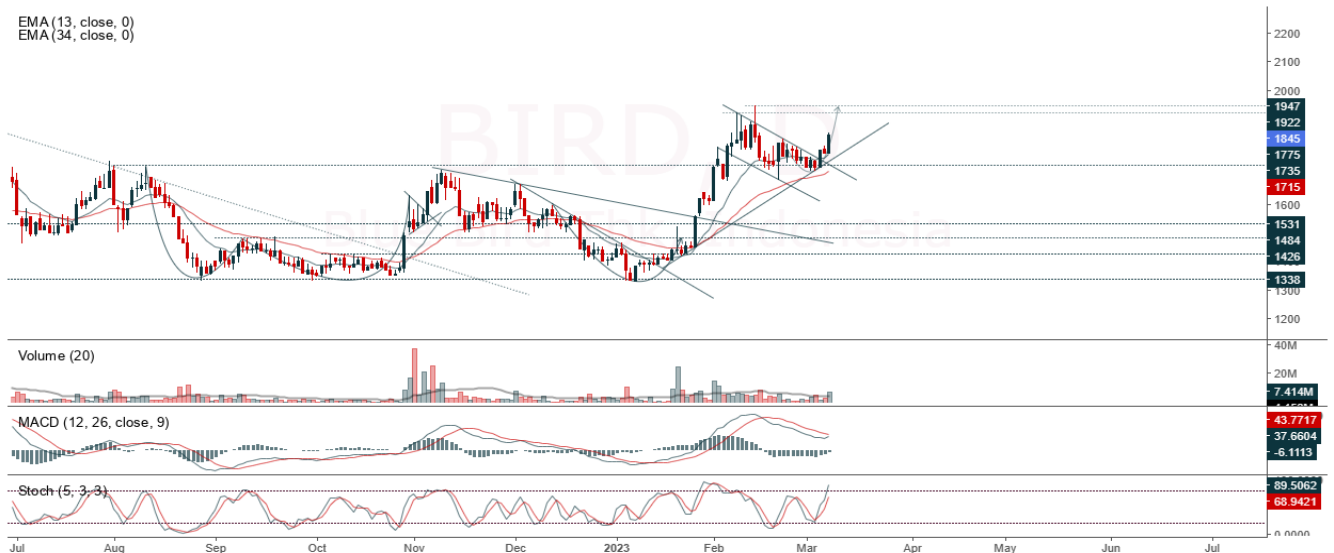 EMA (13, close, 0)
EMA (34, close, 0)
BIRD
2200
2100
2000
1947
1922
1845
1775
1735
1715
1600
1531
1484
1426
1338
1300
1200
Volume (20)
40M
20M
7.414M
MACD (12, 26, close, 9)
43.7717
37.6604
-6.1113
Stoch (5, 3, 3)
89.5062
68.9421
0.0000
Jul Aug Sep Oct Nov Dec 2023 Feb Mar Apr May Jun Jul